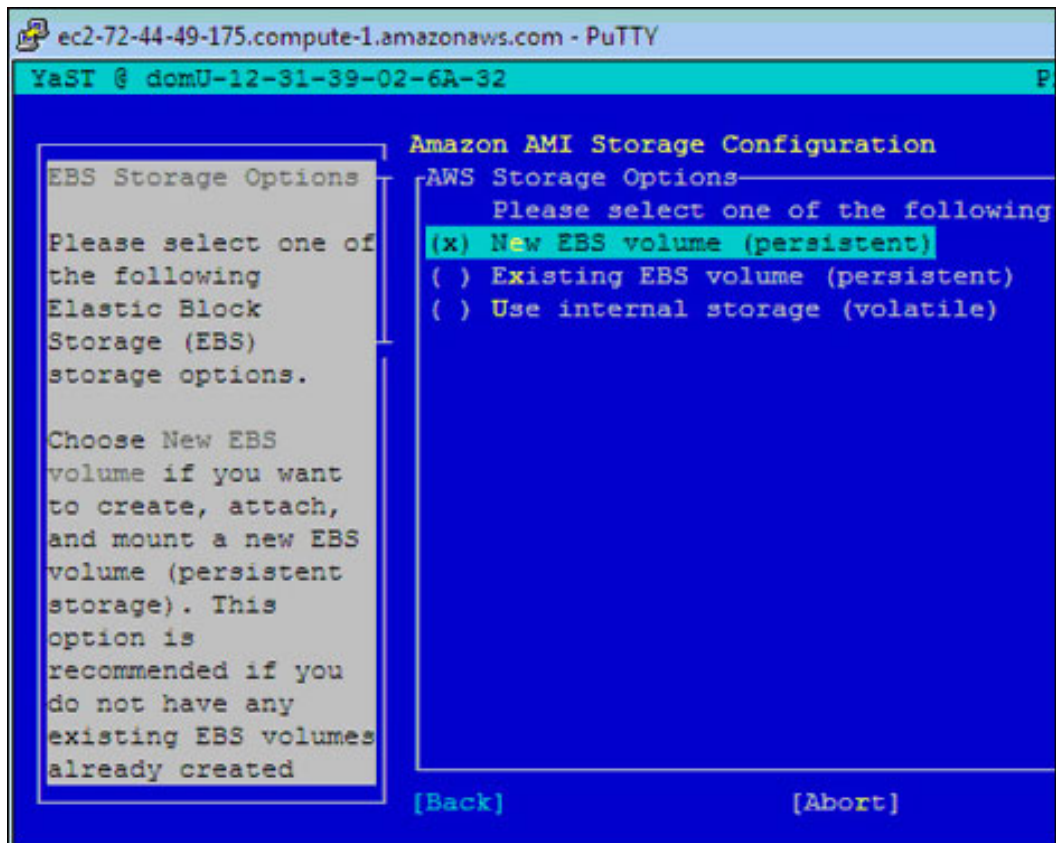 ec2-72-44-49-175.compute-1.amazonaws.com - PuTTY
YaST @ domU-12-31-39-02-6A-32
Amazon AMI Storage Configuration
EBS Storage Options
Please select one of
the following
Elastic Block
Storage (EBS)
storage options.
Choose New EBS
volume if you want
to create, attach,
and mount a new EBS
volume (persistent
storage). This
option is
recommended if you
do not have any
existing EBS volumes
already created
AWS Storage Options
Please select one of the following
(x) New EBS volume (persistent)
( ) Existing EBS volume (persistent)
( ) Use internal storage (volatile)
[Back] [Abort]